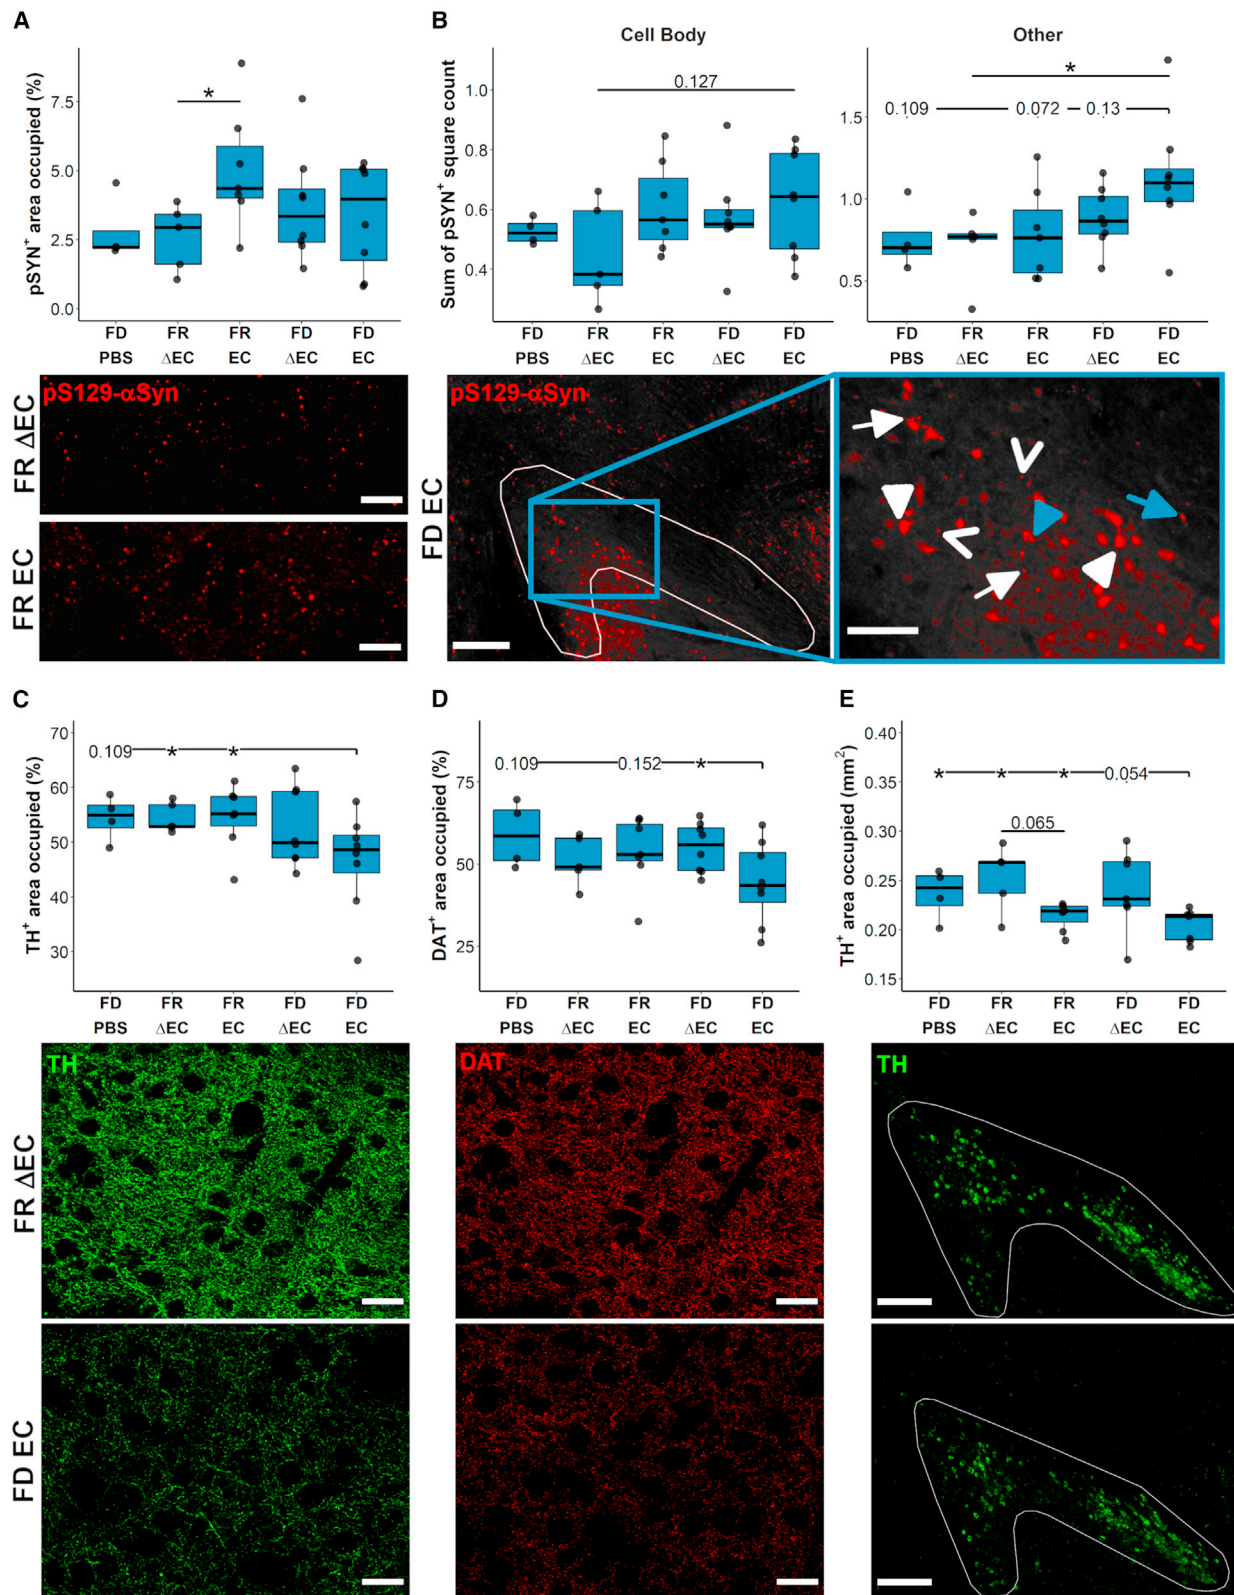 A
pSYN+ area occupied (%)
7.5
5.0
2.5
0.0
*
FD FR FR FD FD
PBS ΔEC EC ΔEC EC
pS129-αSyn
FR ΔEC
FR EC
B
Cell Body
Other
Sum of pSYN+ square count
1.0
0.8
0.6
0.4
0.127
FD FR FR FD FD
PBS ΔEC EC ΔEC EC
1.5
1.0
0.5
*
0.109 0.072 0.13
FD FR FR FD FD
PBS ΔEC EC ΔEC EC
pS129-αSyn
FD EC
C
TH+ area occupied (%)
70
60
50
40
30
0.109 * *
FD FR FR FD FD
PBS ΔEC EC ΔEC EC
D
DAT+ area occupied (%)
75
50
25
0.109 0.152 *
FD FR FR FD FD
PBS ΔEC EC ΔEC EC
E
TH+ area occupied (mm2)
0.40
0.35
0.30
0.25
0.20
0.15
* * * 0.054
0.065
FD FR FR FD FD
PBS ΔEC EC ΔEC EC
FR ΔEC
TH
DAT
TH
FD EC